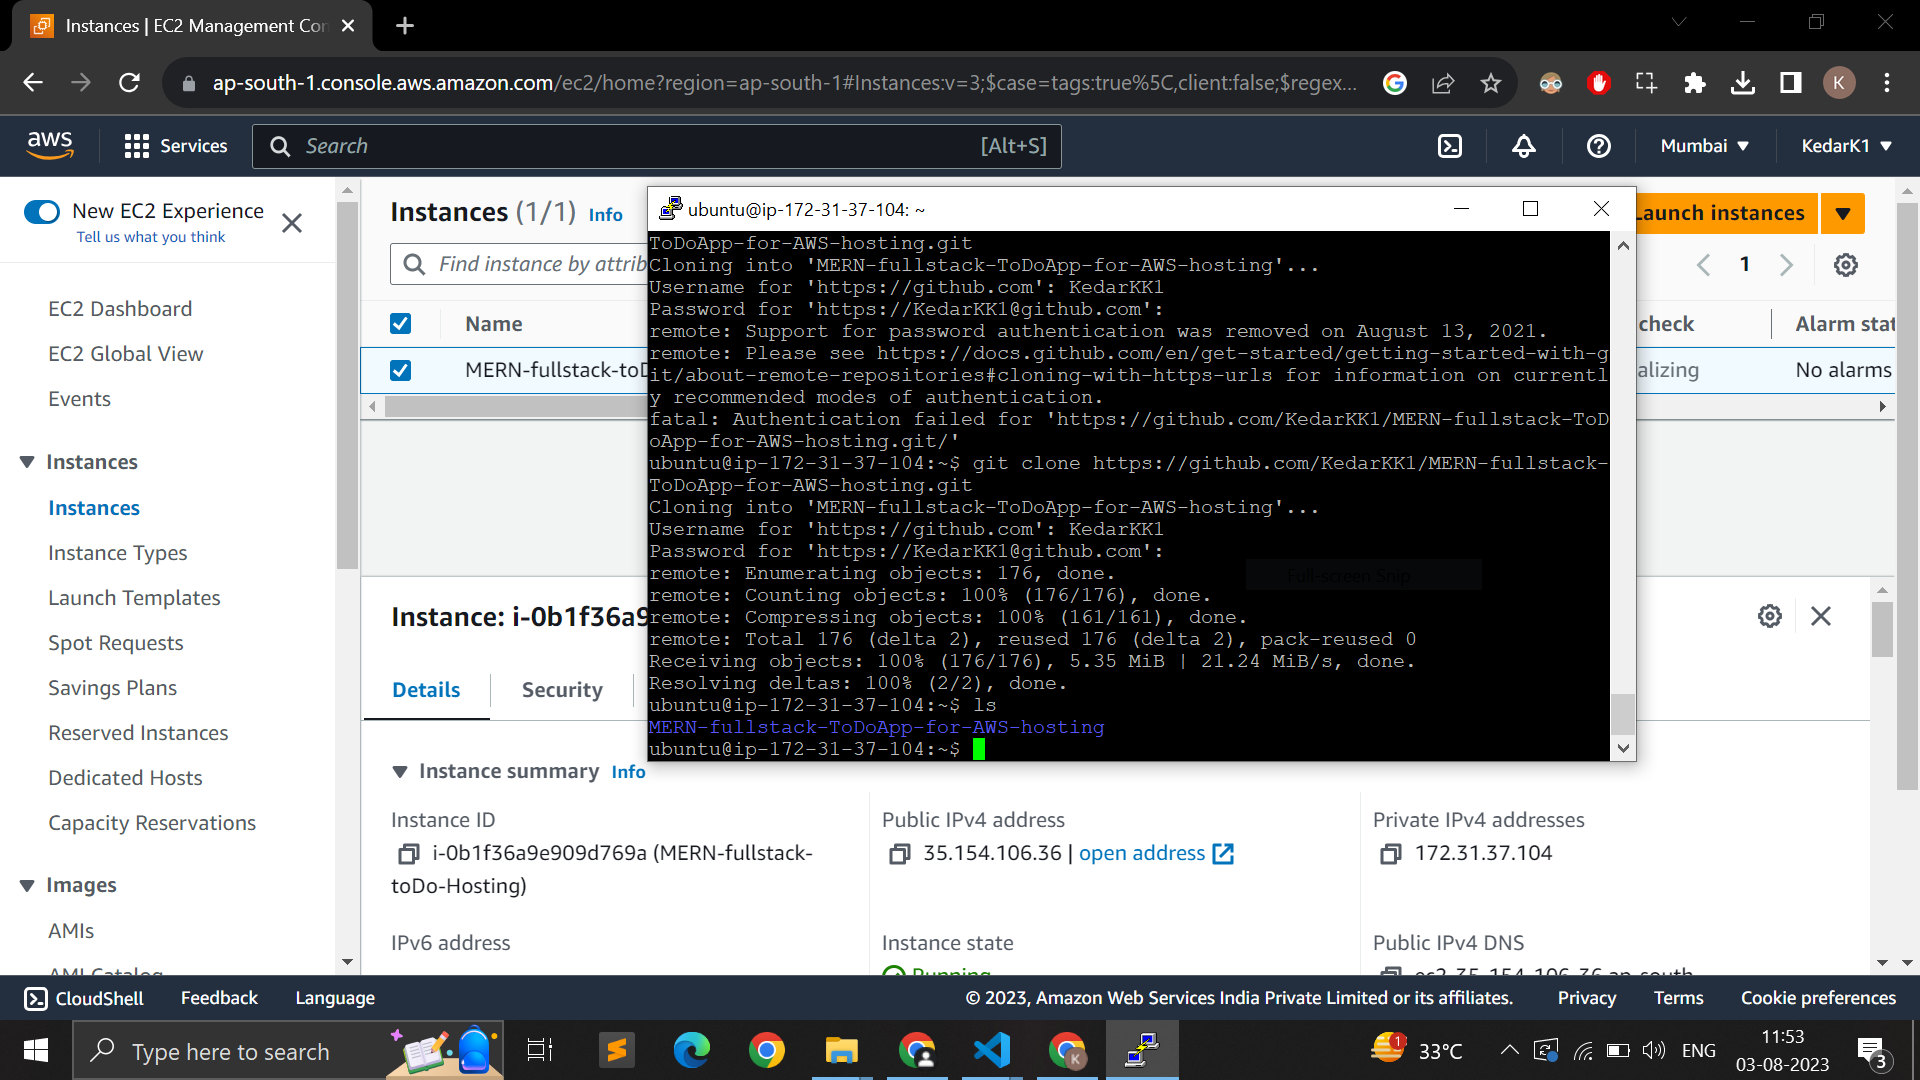 Instances | EC2 Management Con
ap-south-1.console.aws.amazon.com/ec2/home?region=ap-south-1#Instances:v=3;$case=tags:true%5C,client:false;$regex...
K
aws
Services
Search
[Alt+S]
Mumbai
KedarK1
New EC2 Experience
Tell us what you think
EC2 Dashboard
EC2 Global View
Events
Instances
Instances
Instance Types
Launch Templates
Spot Requests
Savings Plans
Reserved Instances
Dedicated Hosts
Capacity Reservations
Images
AMIs
AMI Catalog
Instances (1/1) Info
Find instance by attrib
Name
MERN-fullstack-toD
Launch instances
1
check
Alarm stat
alizing
No alarms
ubuntu@ip-172-31-37-104: ~
ToDoApp-for-AWS-hosting.git
Cloning into 'MERN-fullstack-ToDoApp-for-AWS-hosting'...
Username for 'https://github.com': KedarKK1
Password for 'https://KedarKK1@github.com':
remote: Support for password authentication was removed on August 13, 2021.
remote: Please see https://docs.github.com/en/get-started/getting-started-with-g
it/about-remote-repositories#cloning-with-https-urls for information on currentl
y recommended modes of authentication.
fatal: Authentication failed for 'https://github.com/KedarKK1/MERN-fullstack-ToD
oApp-for-AWS-hosting.git/'
ubuntu@ip-172-31-37-104:~$ git clone https://github.com/KedarKK1/MERN-fullstack-
ToDoApp-for-AWS-hosting.git
Cloning into 'MERN-fullstack-ToDoApp-for-AWS-hosting'...
Username for 'https://github.com': KedarKK1
Password for 'https://KedarKK1@github.com':
remote: Enumerating objects: 176, done.
remote: Counting objects: 100% (176/176), done.
remote: Compressing objects: 100% (161/161), done.
remote: Total 176 (delta 2), reused 176 (delta 2), pack-reused 0
Receiving objects: 100% (176/176), 5.35 MiB | 21.24 MiB/s, done.
Resolving deltas: 100% (2/2), done.
ubuntu@ip-172-31-37-104:~$ ls
MERN-fullstack-ToDoApp-for-AWS-hosting
ubuntu@ip-172-31-37-104:~$
Full-screen Snip
Instance: i-0b1f36a9
Details
Security
Instance summary Info
Instance ID
i-0b1f36a9e909d769a (MERN-fullstack-
toDo-Hosting)
Public IPv4 address
35.154.106.36 | open address
Private IPv4 addresses
172.31.37.104
IPv6 address
Instance state
Running
Public IPv4 DNS
ec2-35-154-106-36.ap-south-
CloudShell
Feedback
Language
© 2023, Amazon Web Services India Private Limited or its affiliates.
Privacy
Terms
Cookie preferences
Type here to search
K
1
33°C
ENG
11:53
03-08-2023
3